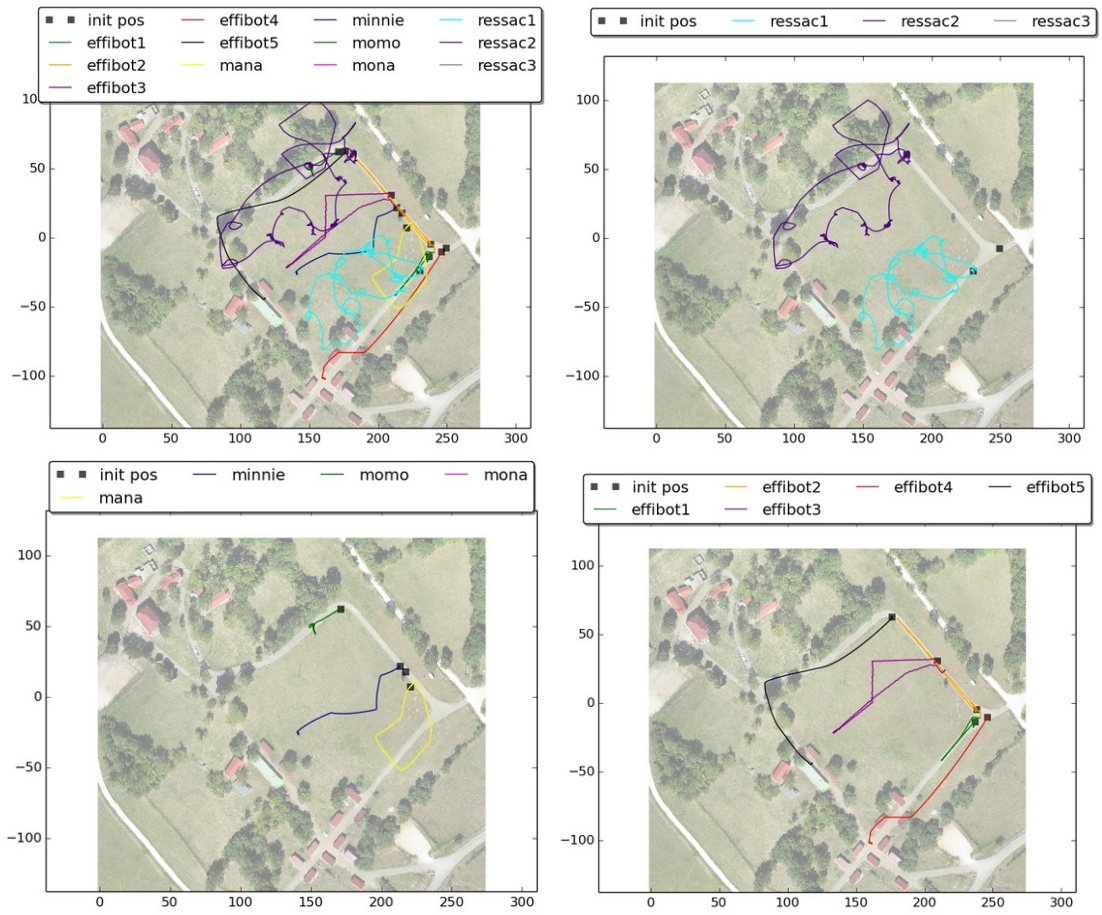 init pos effibot4 minnie ressac1
effibot1 effibot5 momo ressac2
effibot2 mana mona ressac3
effibot3
10
50
0
−50
−100
0 50 100 150 200 250 300
init pos ressac1 ressac2 ressac3
100
50
0
−50
−100
0 50 100 150 200 250 300
init pos minnie momo mona
mana
100
50
0
−50
−100
0 50 100 150 200 250 300
init pos effibot2 effibot4 effibot5
effibot1 effibot3
100
50
0
−50
−100
0 50 100 150 200 250 300